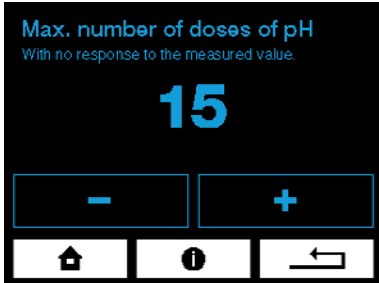 Max. number of doses of pH
With no response to the measured value.
15
- +
i